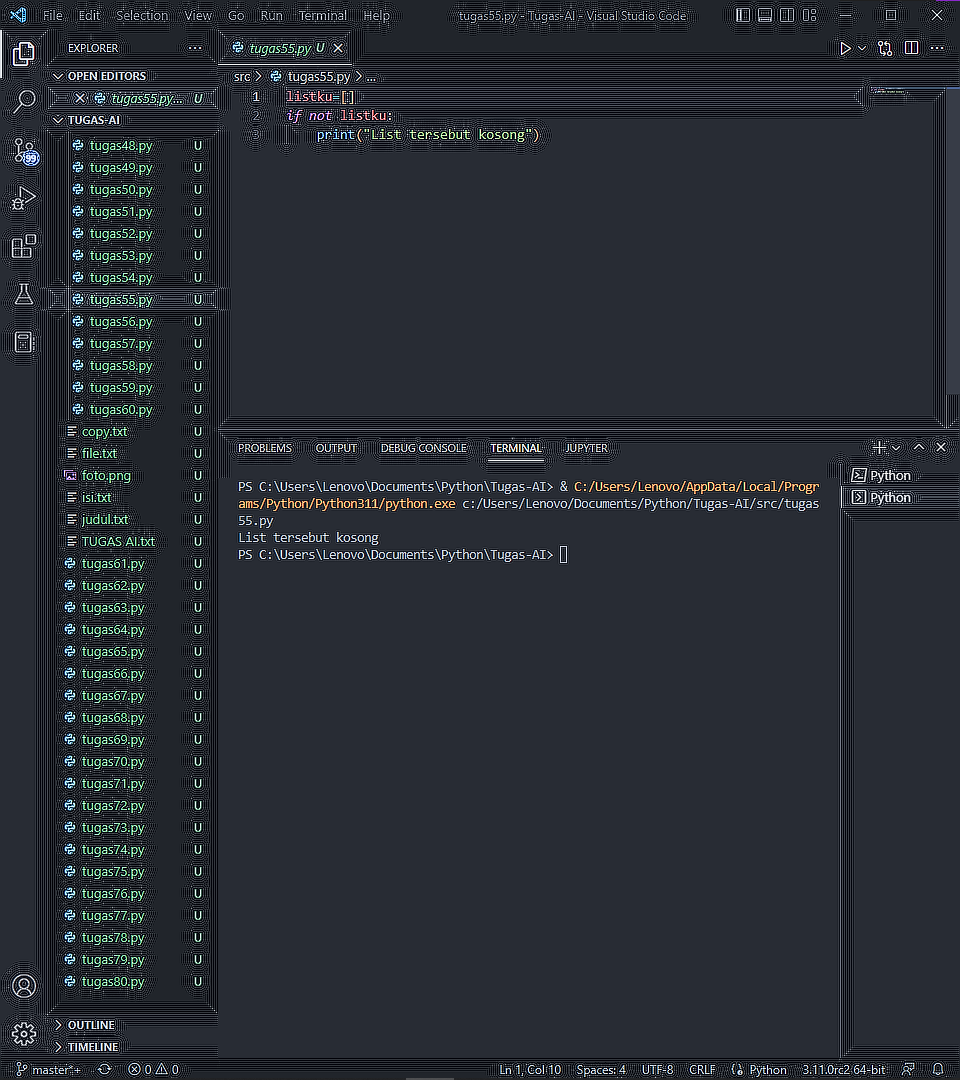 File Edit Selection View Go Run Terminal Help tugas55.py - Tugas-AI - Visual Studio Code
EXPLORER
OPEN EDITORS
tugas55.py... U
TUGAS-AI
tugas48.py U
tugas49.py U
tugas50.py U
tugas51.py U
tugas52.py U
tugas53.py U
tugas54.py U
tugas55.py U
tugas56.py U
tugas57.py U
tugas58.py U
tugas59.py U
tugas60.py U
copy.txt U
file.txt U
foto.png U
isi.txt U
judul.txt U
TUGAS AI.txt U
tugas61.py U
tugas62.py U
tugas63.py U
tugas64.py U
tugas65.py U
tugas66.py U
tugas67.py U
tugas68.py U
tugas69.py U
tugas70.py U
tugas71.py U
tugas72.py U
tugas73.py U
tugas74.py U
tugas75.py U
tugas76.py U
tugas77.py U
tugas78.py U
tugas79.py U
tugas80.py U
OUTLINE
TIMELINE
99
tugas55.py U
src > tugas55.py > ...
1 listku=[]
2 if not listku:
3 print("List tersebut kosong")
PROBLEMS OUTPUT DEBUG CONSOLE TERMINAL JUPYTER
PS C:\Users\Lenovo\Documents\Python\Tugas-AI> & C:/Users/Lenovo/AppData/Local/Progr
ams/Python/Python311/python.exe c:/Users/Lenovo/Documents/Python/Tugas-AI/src/tugas
55.py
List tersebut kosong
PS C:\Users\Lenovo\Documents\Python\Tugas-AI>
Python
Python
master*+ 0 0 Ln 1, Col 10 Spaces: 4 UTF-8 CRLF Python 3.11.0rc2 64-bit